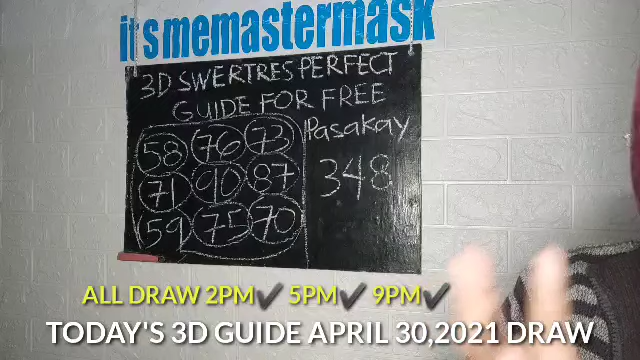 itsmemastermask
3D SWERTRES PERFECT
GUIDE FOR FREE
Pasakay
58 76 73
71 90 87
59 75 70
348
ALL DRAW 2PM✔ 5PM✔ 9PM✔
TODAY'S 3D GUIDE APRIL 30,2021 DRAW